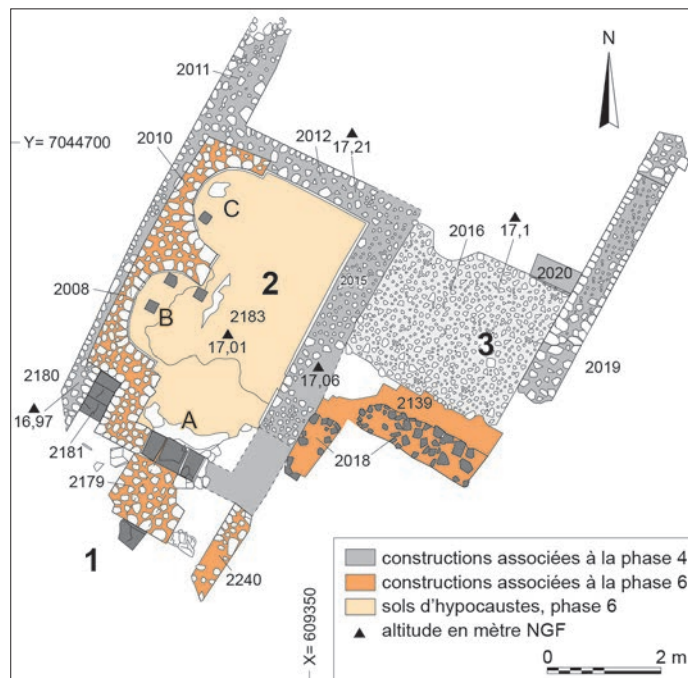 2011
N
Y= 7044700
2010
2012
17,21
C
17,1
2016
2008
2
2015
2020
B
2183
17,01
3
2180
17,06
2019
16,97
A
2139
2181
2018
2179
1
2240
X= 609350
constructions associées à la phase 4
constructions associées à la phase 6
sols d'hypocaustes, phase 6
altitude en mètre NGF
0 2 m